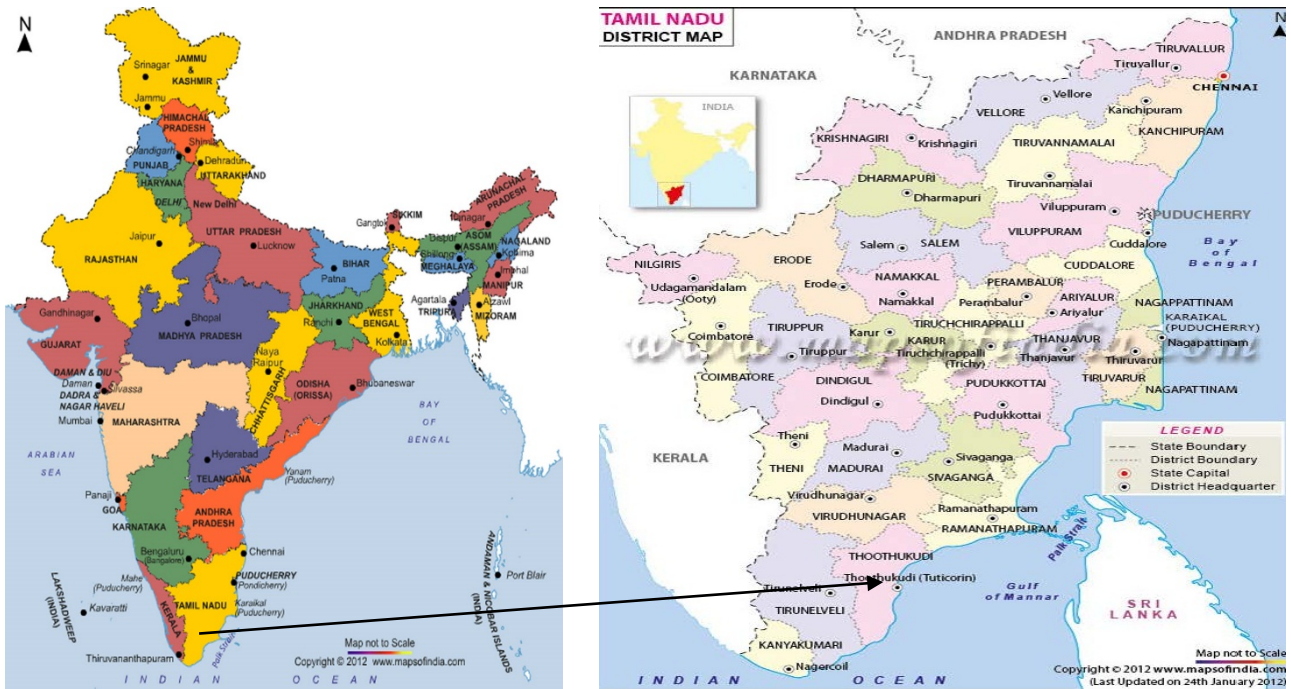 N
JAMMU
&
KASHMIR
Srinagar
Jammu
HIMACHAL
PRADESH
Shimla
Chandigarh
PUNJAB
Dehradun
UTTARAKHAND
HARYANA
DELHI
New Delhi
ARUNACHAL
PRADESH
SIKKIM
Gangtok
Itanagar
UTTAR PRADESH
Lucknow
Jaipur
RAJASTHAN
Dispur
ASOM
(ASSAM)
NAGALAND
Kohima
Shillong
MEGHALAYA
BIHAR
Patna
Imphal
MANIPUR
Agartala
TRIPURA
Aizawl
MIZORAM
JHARKHAND
Ranchi
WEST
BENGAL
Kolkata
Gandhinagar
GUJARAT
Bhopal
MADHYA PRADESH
Naya
Raipur
CHHATTISGARH
ODISHA
(ORISSA)
Bhubaneswar
DAMAN & DIU
Daman
Silvassa
DADRA &
NAGAR HAVELI
Mumbai
MAHARASHTRA
BAY
OF
BENGAL
ARABIAN
SEA
Hyderabad
TELANGANA
Yanam
(Puducherry)
Panaji
GOA
KARNATAKA
ANDHRA
PRADESH
Bengaluru
(Bangalore)
Chennai
Mahe
(Puducherry)
PUDUCHERRY
(Pondicherry)
Karaikal
(Puducherry)
TAMIL NADU
KERALA
LAKSHADWEEP
(INDIA)
Kavaratti
ANDAMAN & NICOBAR ISLANDS
(INDIA)
Port Blair
Palk Strait
Thiruvananthapuram
Map not to Scale
Copyright © 2012 www.mapsofindia.com
INDIAN OCEAN
TAMIL NADU
DISTRICT MAP
N
ANDHRA PRADESH
KARNATAKA
INDIA
TIRUVALLUR
Tiruvallur
CHENNAI
Vellore
VELLORE
Kanchipuram
KANCHIPURAM
KRISHNAGIRI
Krishnagiri
TIRUVANNAMALAI
Tiruvannamalai
DHARMAPURI
Dharmapuri
Viluppuram
VILUPPURAM
PUDUCHERRY
Cuddalore
CUDDALORE
Bay
of
Bengal
Salem
SALEM
ERODE
Erode
NILGIRIS
Udagamandalam
(Ooty)
NAMAKKAL
Namakkal
PERAMBALUR
Perambalur
ARIYALUR
Ariyalur
NAGAPPATTINAM
KARAIKAL
(PUDUCHERRY)
Nagapattinam
Coimbatore
COIMBATORE
TIRUPPUR
Tiruppur
Karur
KARUR
TIRUCHCHIRAPPALLI
Tiruchchirappalli
(Trichy)
THANJAVUR
Thanjavur
Thiruvarur
TIRUVARUR
NAGAPATTINAM
www.mapsofindia.com
DINDIGUL
Dindigul
PUDUKKOTTAI
Pudukkottai
LEGEND
State Boundary
District Boundary
State Capital
District Headquarter
KERALA
Theni
THENI
Madurai
MADURAI
Sivaganga
SIVAGANGA
Virudhunagar
VIRUDHUNAGAR
Ramanathapuram
RAMANATHAPURAM
Palk Strait
THOOTHUKUDI
Thoothukudi (Tuticorin)
Tirunelveli
TIRUNELVELI
Gulf
of Mannar
SRI
LANKA
KANYAKUMARI
Nagercoil
INDIAN OCEAN
Map not to Scale
Copyright © 2012 www.mapsofindia.com
(Last Updated on 24th January 2012)